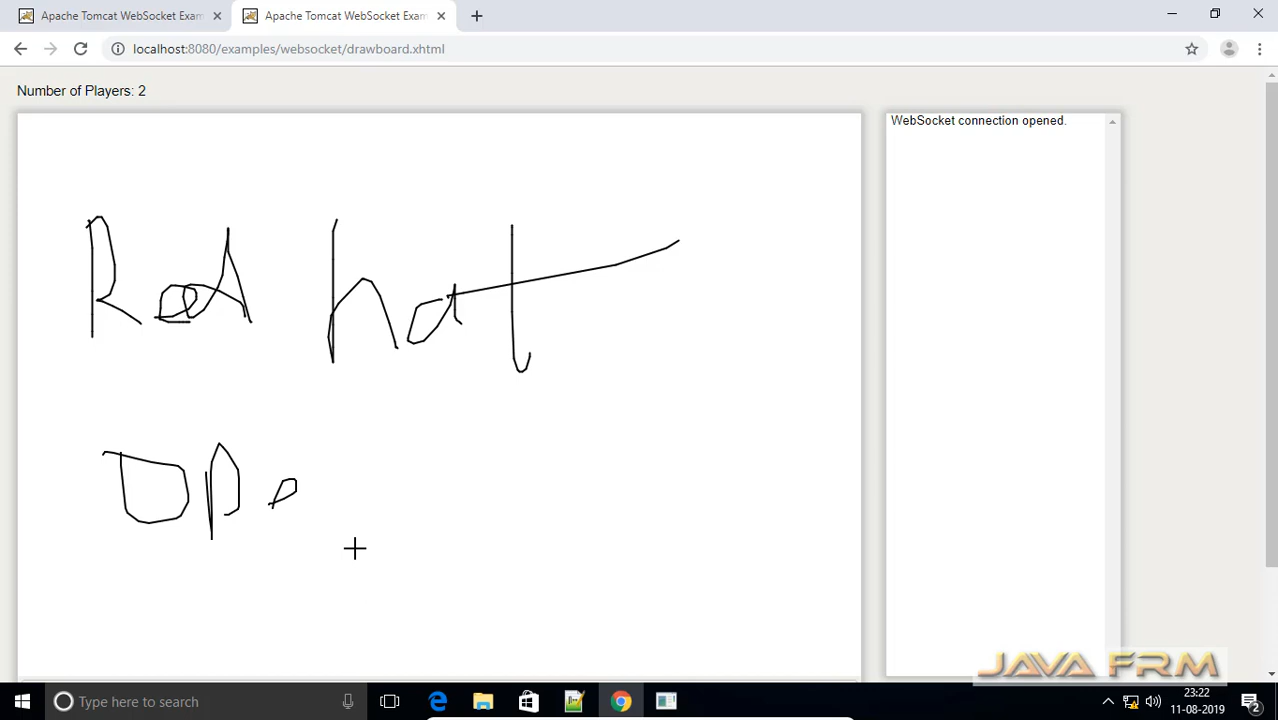 Apache Tomcat WebSocket Exam
Apache Tomcat WebSocket Exam
localhost:8080/examples/websocket/drawboard.xhtml
Number of Players: 2
WebSocket connection opened.
Red hat
Ope
JAVA FRM
Type here to search
23:22
11-08-2019
2